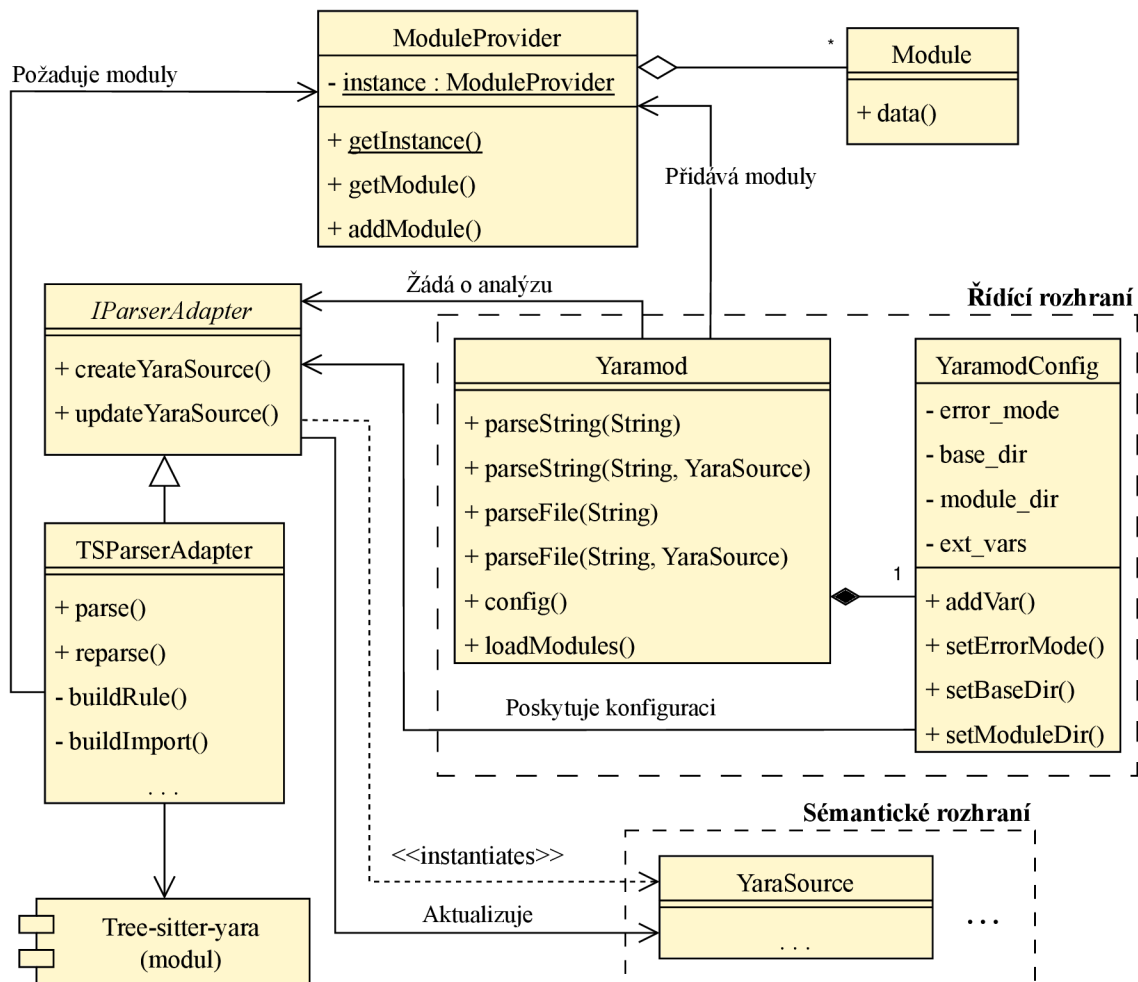 ModuleProvider
- instance : ModuleProvider
+ getInstance()
+ getModule()
+ addModule()
*
Module
+ data()
Požaduje moduly
Přidává moduly
Žádá o analýzu
IParserAdapter
+ createYaraSource()
+ updateYaraSource()
Řídící rozhraní
Yaramod
+ parseString(String)
+ parseString(String, YaraSource)
+ parseFile(String)
+ parseFile(String, YaraSource)
+ config()
+ loadModules()
1
YaramodConfig
- error_mode
- base_dir
- module_dir
- ext_vars
+ addVar()
+ setErrorMode()
+ setBaseDir()
+ setModuleDir()
Poskytuje konfiguraci
TSParserAdapter
+ parse()
+ reparse()
- buildRule()
- buildImport()
. . .
Sémantické rozhraní
<<instantiates>>
Aktualizuje
YaraSource
. . .
...
Tree-sitter-yara
(modul)